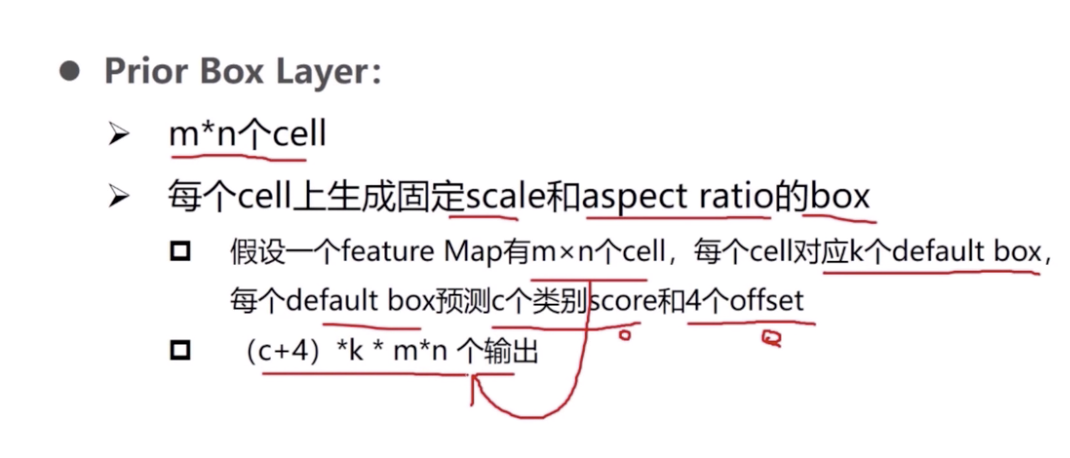 ● Prior Box Layer:
➢ m*n个cell
➢ 每个cell上生成固定scale和aspect ratio的box
假设一个feature Map有m×n个cell，每个cell对应k个default box，
每个default box预测c个类别score和4个offset
（c+4）*k * m*n 个输出